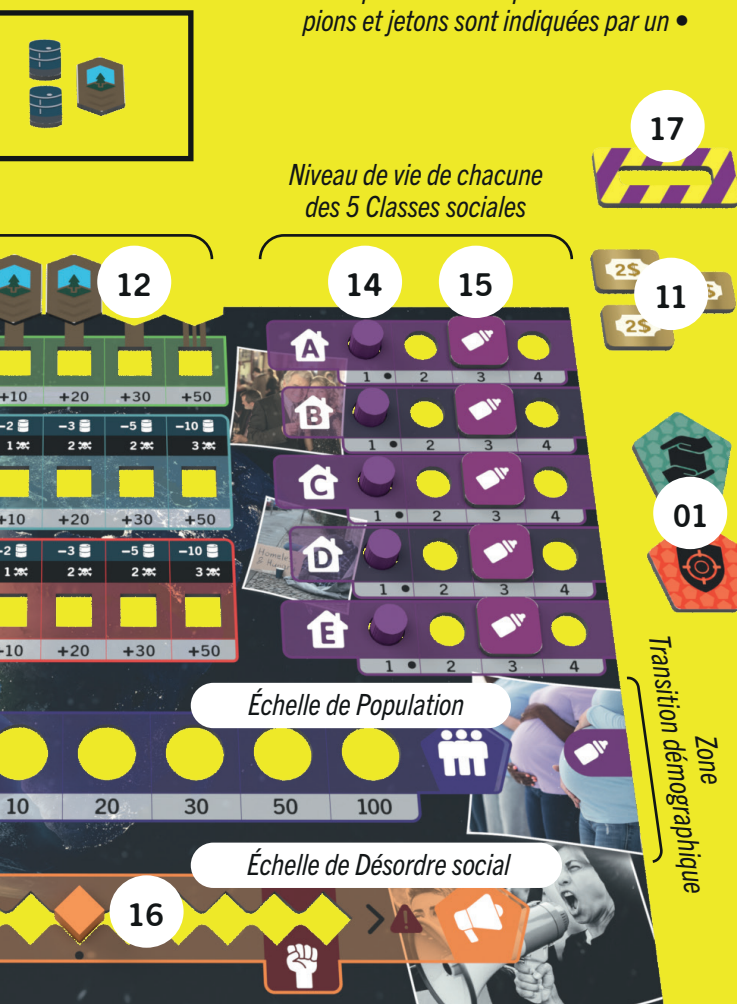 pions et jetons sont indiquées par un •
17
Niveau de vie de chacune
des 5 Classes sociales
12
14
15
2$
2$
$
11
A
1 • 2 3 4
+10 +20 +30 +50
B
-2 -3 -5 -10
1 2 2 3
1 • 2 3 4
C
01
+10 +20 +30 +50
1 • 2 3 4
D
-2 -3 -5 -10
1 2 2 3
1 • 2 3 4
E
-10 +20 +30 +50
1 • 2 3 4
Zone
Transition démographique
Échelle de Population
10 20 30 50 100
Échelle de Désordre social
16